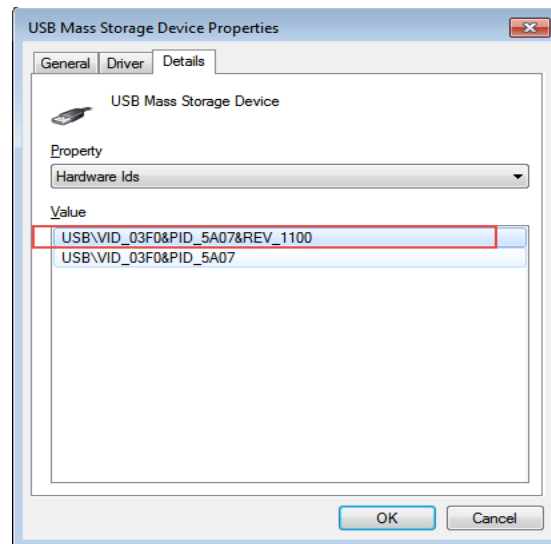 USB Mass Storage Device Properties
General Driver Details
USB Mass Storage Device
Property
Hardware Ids
Value
USB\VID_03F0&PID_5A07&REV_1100
USB\VID_03F0&PID_5A07
OK Cancel